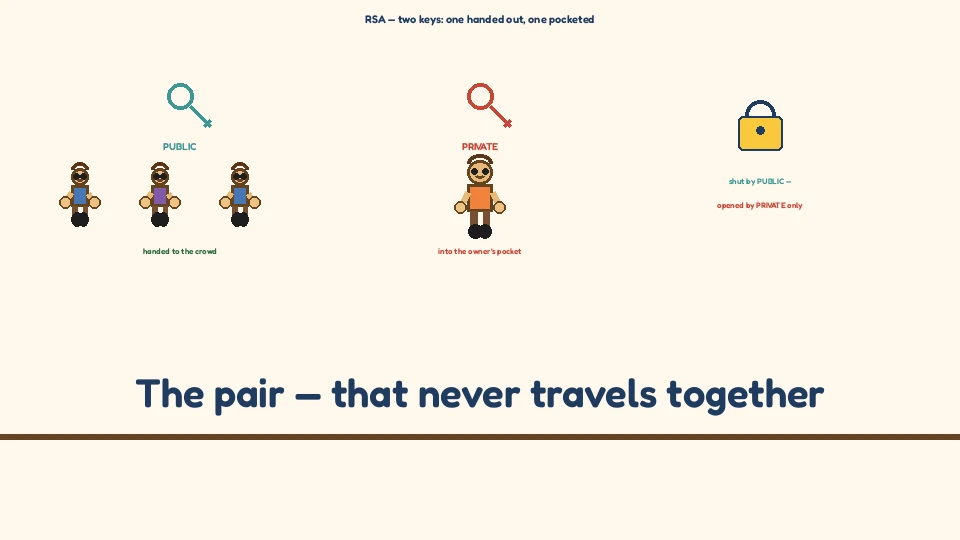 RSA — two keys: one handed out, one pocketed
PUBLIC
PRIVATE
shut by PUBLIC —
opened by PRIVATE only
handed to the crowd
into the owner's pocket
The pair — that never travels together